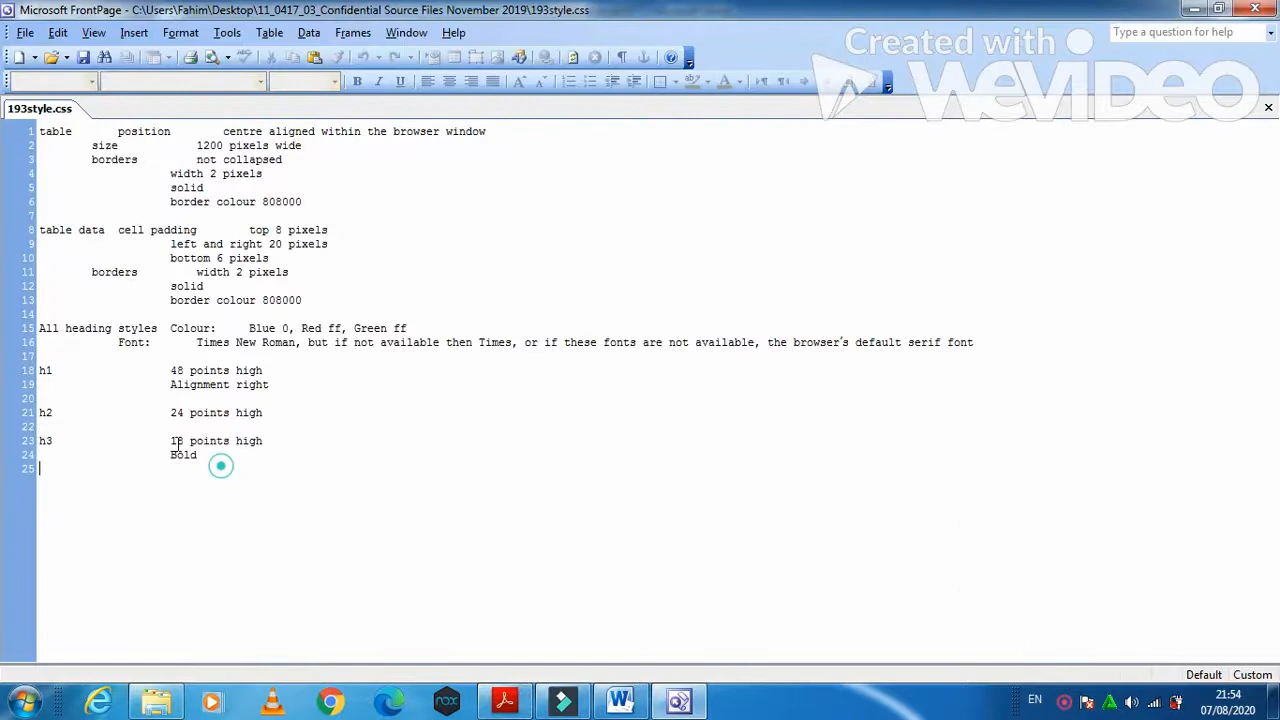 Microsoft FrontPage - C:\Users\Fahim\Desktop\11_0417_03_Confidential Source Files November 2019\193style.css
File Edit View Insert Format Tools Table Data Frames Window Help
Type a question for help
Created with
WeVideo
B I U
193style.css
1 table position centre aligned within the browser window
2 size 1200 pixels wide
3 borders not collapsed
4 width 2 pixels
5 solid
6 border colour 808000
7
8 table data cell padding top 8 pixels
9 left and right 20 pixels
10 bottom 6 pixels
11 borders width 2 pixels
12 solid
13 border colour 808000
14
15 All heading styles Colour: Blue 0, Red ff, Green ff
16 Font: Times New Roman, but if not available then Times, or if these fonts are not available, the browser's default serif font
17
18 h1 48 points high
19 Alignment right
20
21 h2 24 points high
22
23 h3 18 points high
24 Bold
25
Default Custom
nox
W
EN
21:54
07/08/2020